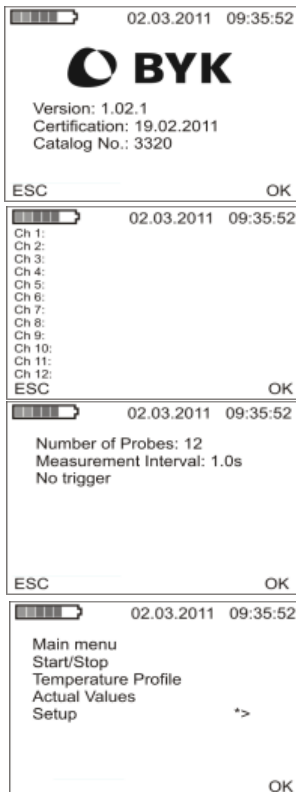 02.03.2011 09:35:52
BYK
Version: 1.02.1
Certification: 19.02.2011
Catalog No.: 3320
ESC OK
02.03.2011 09:35:52
Ch 1:
Ch 2:
Ch 3:
Ch 4:
Ch 5:
Ch 6:
Ch 7:
Ch 8:
Ch 9:
Ch 10:
Ch 11:
Ch 12:
ESC OK
02.03.2011 09:35:52
Number of Probes: 12
Measurement Interval: 1.0s
No trigger
ESC OK
02.03.2011 09:35:52
Main menu
Start/Stop
Temperature Profile
Actual Values
Setup *>
OK